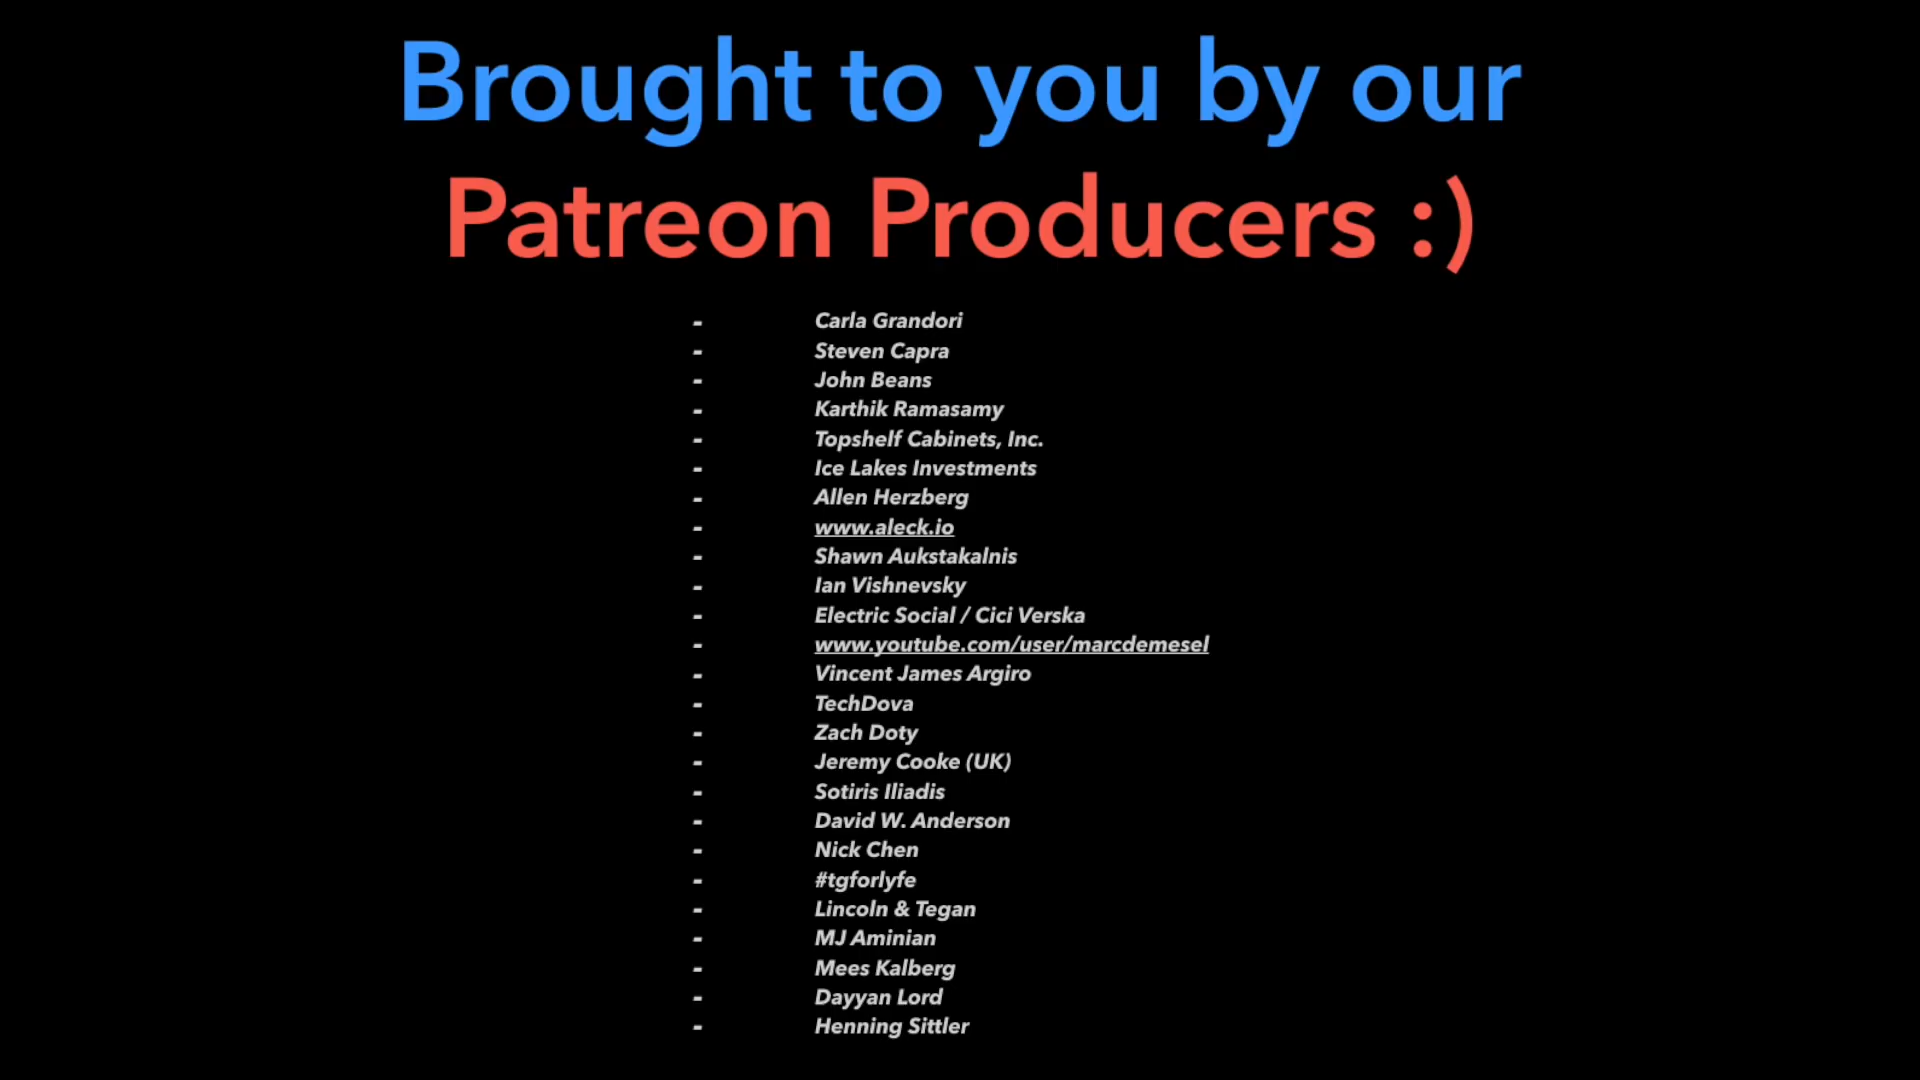 Brought to you by our
Patreon Producers :)
- Carla Grandori
- Steven Capra
- John Beans
- Karthik Ramasamy
- Topshelf Cabinets, Inc.
- Ice Lakes Investments
- Allen Herzberg
- www.aleck.io
- Shawn Aukstakalnis
- Ian Vishnevsky
- Electric Social / Cici Verska
- www.youtube.com/user/marcdemesel
- Vincent James Argiro
- TechDova
- Zach Doty
- Jeremy Cooke (UK)
- Sotiris Iliadis
- David W. Anderson
- Nick Chen
- #tgforlyfe
- Lincoln & Tegan
- MJ Aminian
- Mees Kalberg
- Dayyan Lord
- Henning Sittler